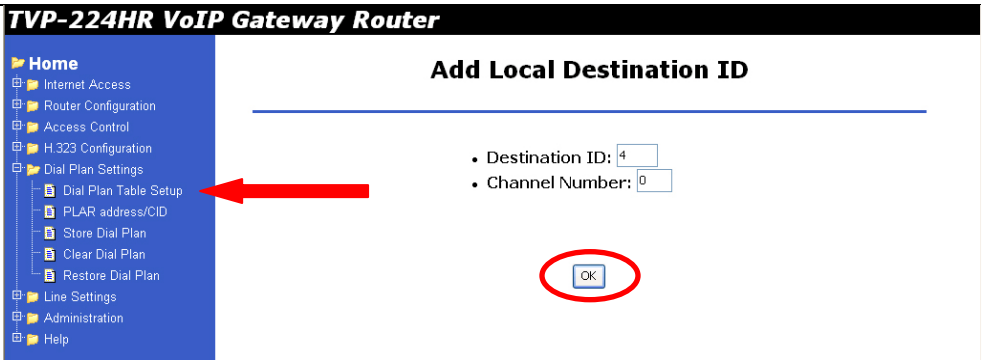 TVP-224HR VoIP Gateway Router
Home
Internet Access
Router Configuration
Access Control
H.323 Configuration
Dial Plan Settings
Dial Plan Table Setup
PLAR address/CID
Store Dial Plan
Clear Dial Plan
Restore Dial Plan
Line Settings
Administration
Help
Add Local Destination ID
• Destination ID: 4
• Channel Number: 0
OK